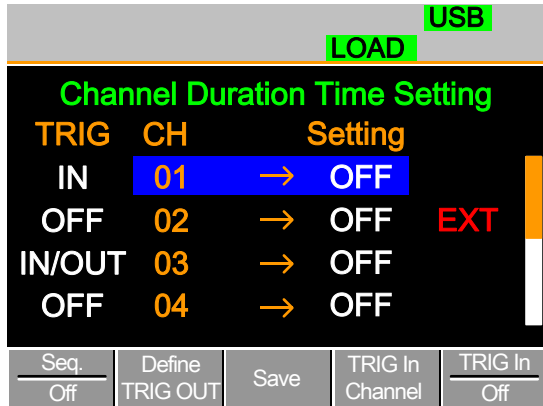 USB
LOAD
Channel Duration Time Setting
TRIG CH Setting
IN 01 → OFF
OFF 02 → OFF EXT
IN/OUT 03 → OFF
OFF 04 → OFF
Seq. Define Save TRIG In TRIG In
Off TRIG OUT Channel Off